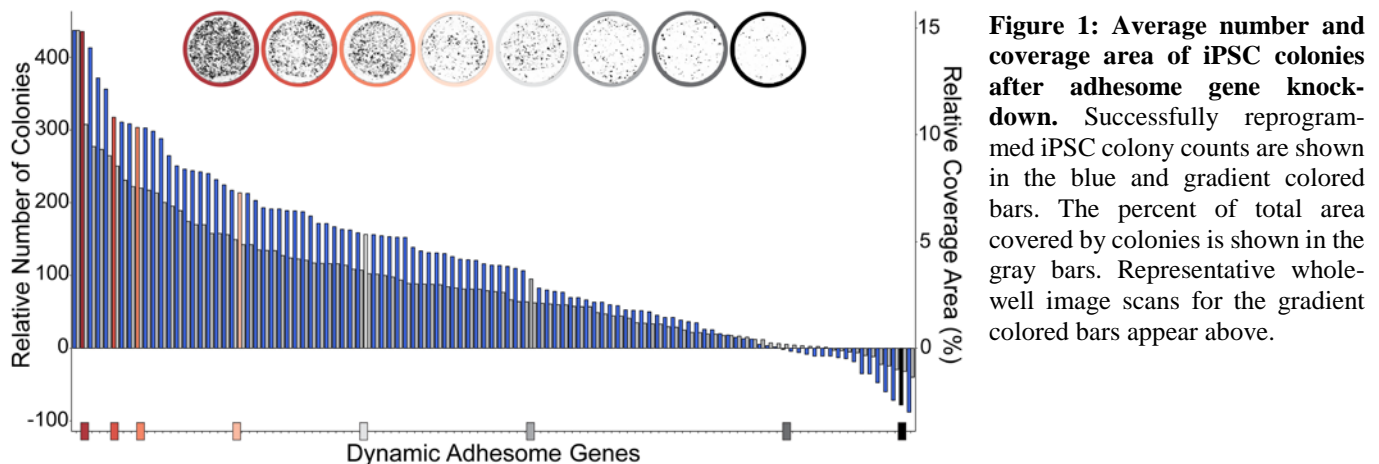 400
300
200
100
0
-100
Relative Number of Colonies
15
10
5
0
Relative Coverage Area (%)
Dynamic Adhesome Genes
Figure 1: Average number and
coverage area of iPSC colonies
after adhesome gene knock-
down. Successfully reprogram-
med iPSC colony counts are shown
in the blue and gradient colored
bars. The percent of total area
covered by colonies is shown in the
gray bars. Representative whole-
well image scans for the gradient
colored bars appear above.